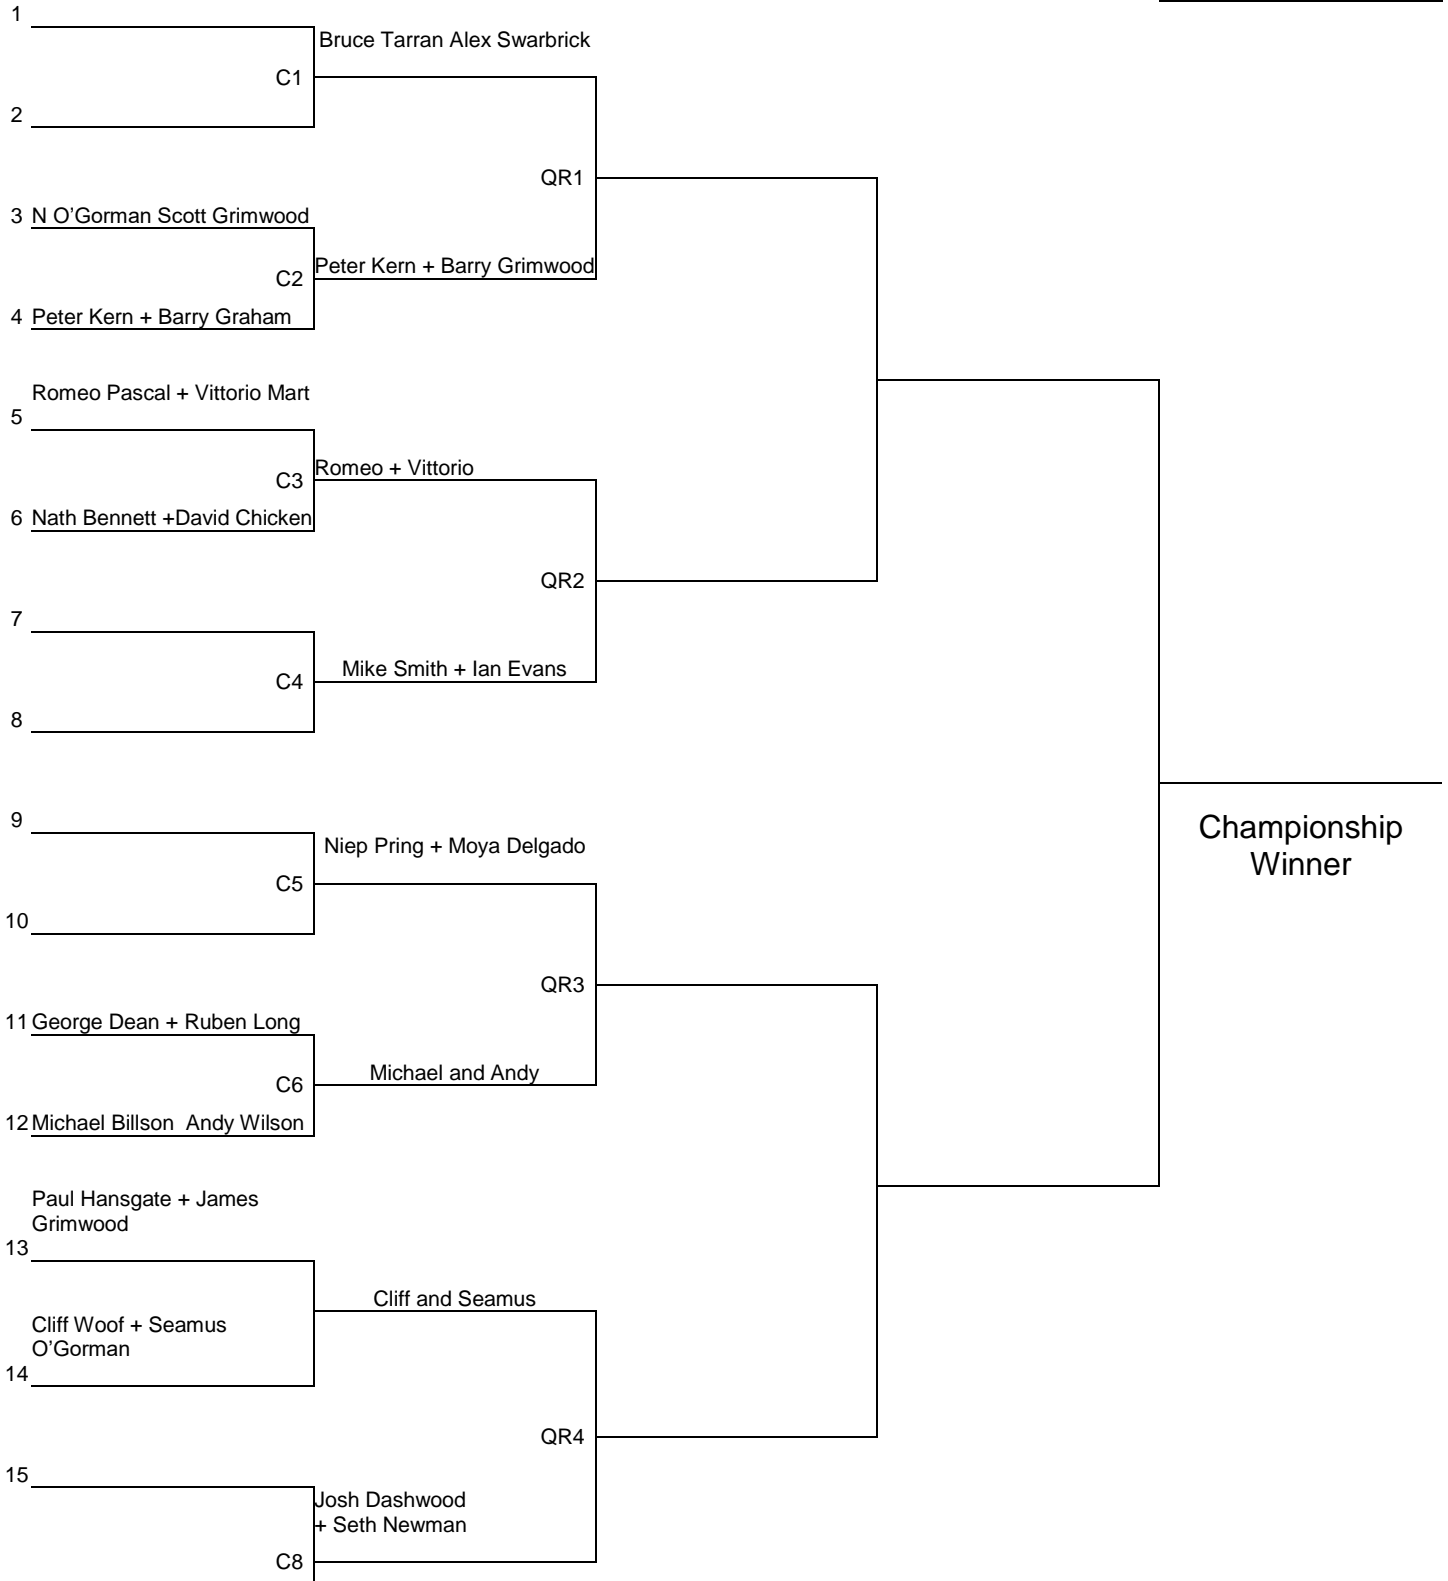 1
Bruce Tarran Alex Swarbrick
C1
2
QR1
3 N O’Gorman Scott Grimwood
Peter Kern + Barry Grimwood
C2
4 Peter Kern + Barry Graham
Romeo Pascal + Vittorio Mart
5
Romeo + Vittorio
C3
6 Nath Bennett +David Chicken
QR2
7
Mike Smith + Ian Evans
C4
8
9
Championship
Winner
Niep Pring + Moya Delgado
C5
10
QR3
11 George Dean + Ruben Long
Michael and Andy
C6
12 Michael Billson  Andy Wilson
Paul Hansgate + James
Grimwood
13
Cliff and Seamus
Cliff Woof + Seamus
O’Gorman
14
QR4
15
Josh Dashwood
+ Seth Newman
C8